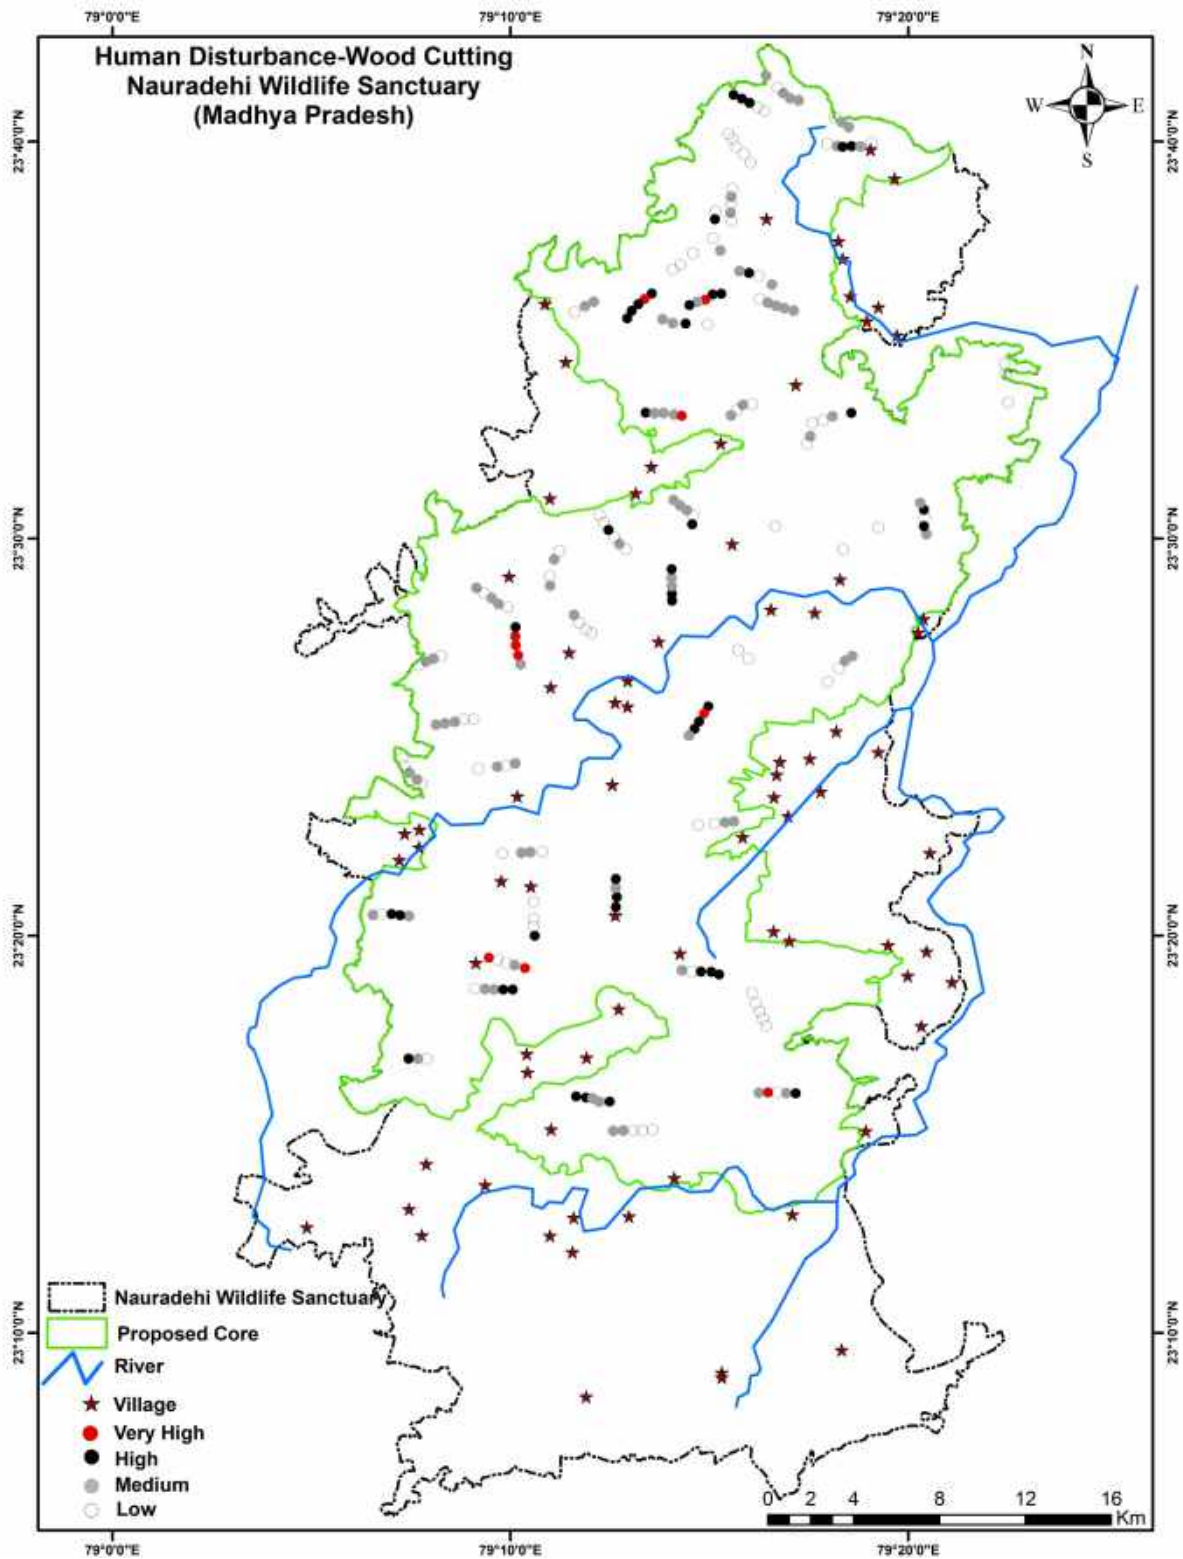 79°0'0"E 79°10'0"E 79°20'0"E
Human Disturbance-Wood Cutting
Nauradehi Wildlife Sanctuary
(Madhya Pradesh)
N
W E
S
23°40'0"N 23°40'0"N
23°30'0"N 23°30'0"N
23°20'0"N 23°20'0"N
23°10'0"N 23°10'0"N
Nauradehi Wildlife Sanctuary
Proposed Core
River
Village
Very High
High
Medium
Low
0 2 4 8 12 16
Km
79°0'0"E 79°10'0"E 79°20'0"E